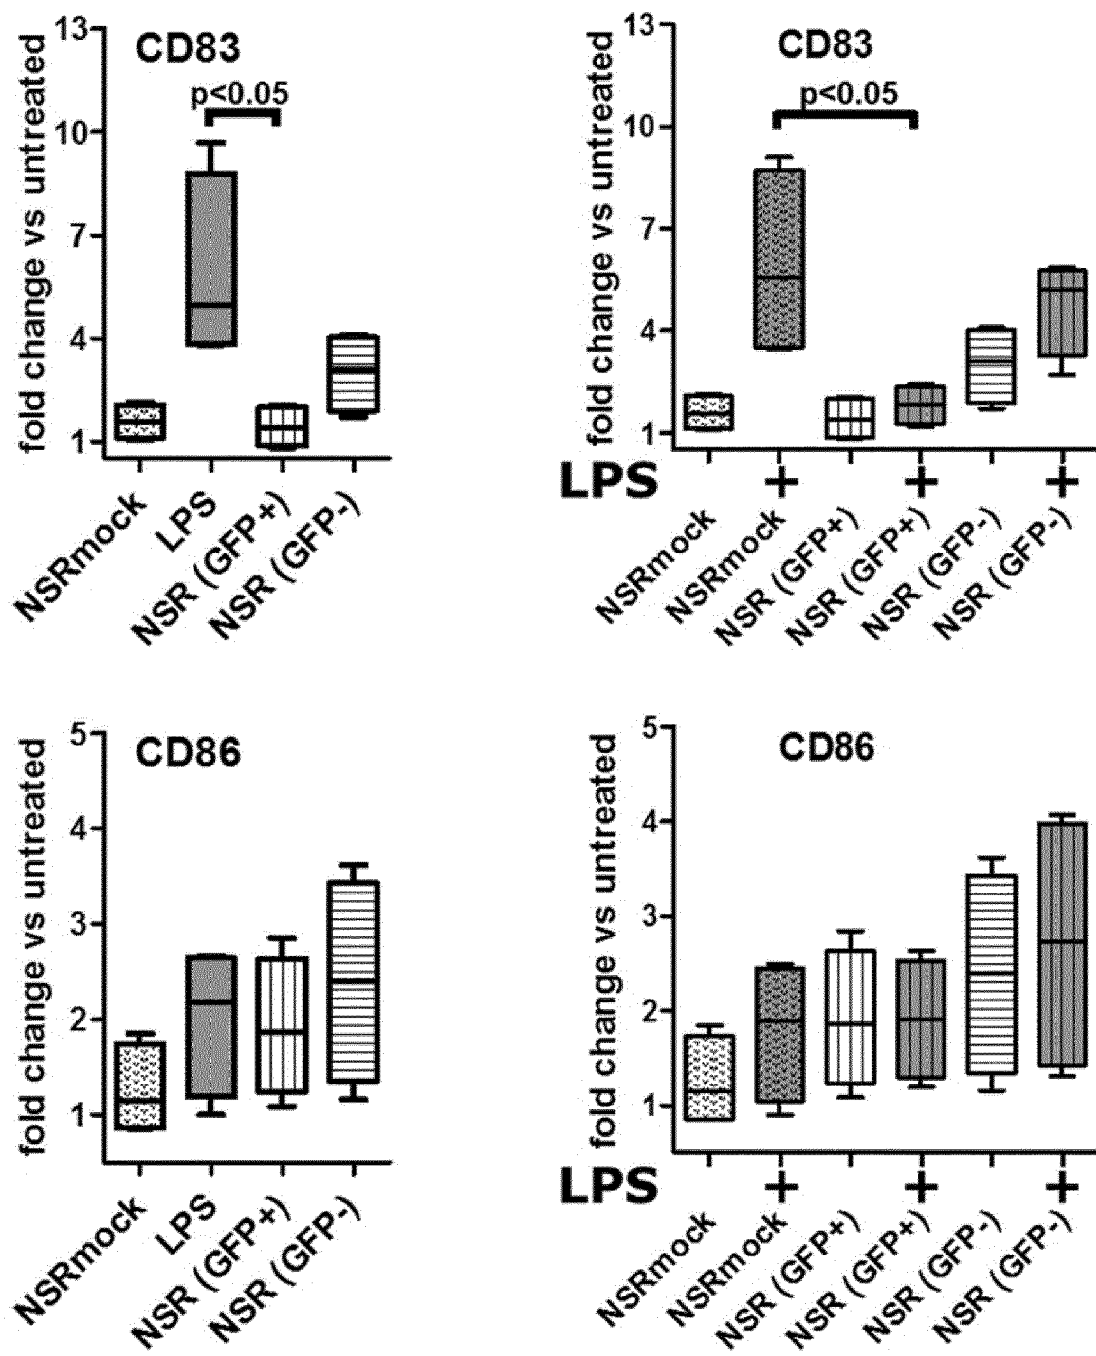 CD83
p<0.05
fold change vs untreated
13
10
7
4
1
NSRmock
LPS
NSR (GFP+)
NSR (GFP-)
CD83
p<0.05
fold change vs untreated
13
10
7
4
1
LPS + + +
NSRmock
NSRmock
NSR (GFP+)
NSR (GFP+)
NSR (GFP-)
NSR (GFP-)
CD86
fold change vs untreated
5
4
3
2
1
NSRmock
LPS
NSR (GFP+)
NSR (GFP-)
CD86
fold change vs untreated
5
4
3
2
1
LPS + + +
NSRmock
NSRmock
NSR (GFP+)
NSR (GFP+)
NSR (GFP-)
NSR (GFP-)